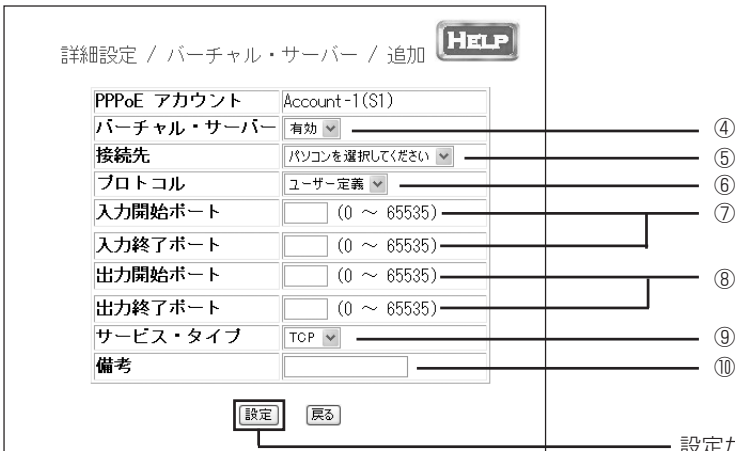 詳細設定 / バーチャル・サーバー / 追加 HELP
PPPoE アカウント Account-1(S1)
バーチャル・サーバー 有効 ④
接続先 パソコンを選択してください ⑤
プロトコル ユーザー定義 ⑥
入力開始ポート (0 ～ 65535) ⑦
入力終了ポート (0 ～ 65535)
出力開始ポート (0 ～ 65535) ⑧
出力終了ポート (0 ～ 65535)
サービス・タイプ TCP ⑨
備考 ⑩
設定 戻る
設定が